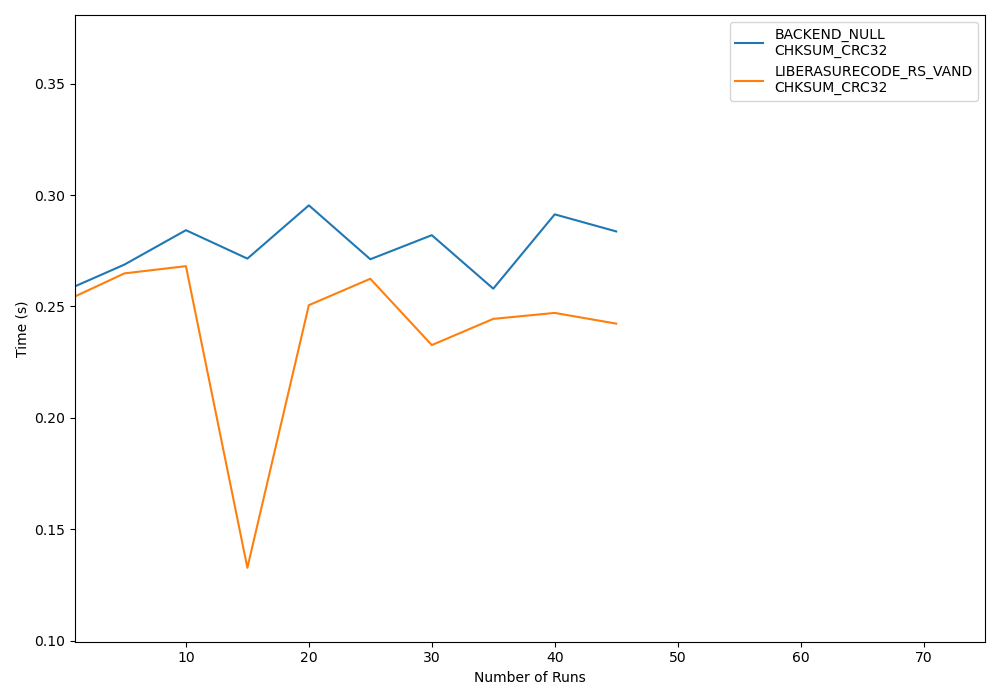 BACKEND_NULL
CHKSUM_CRC32
LIBERASURECODE_RS_VAND
CHKSUM_CRC32
0.35
0.30
0.25
0.20
0.15
0.10
Time (s)
10 20 30 40 50 60 70
Number of Runs